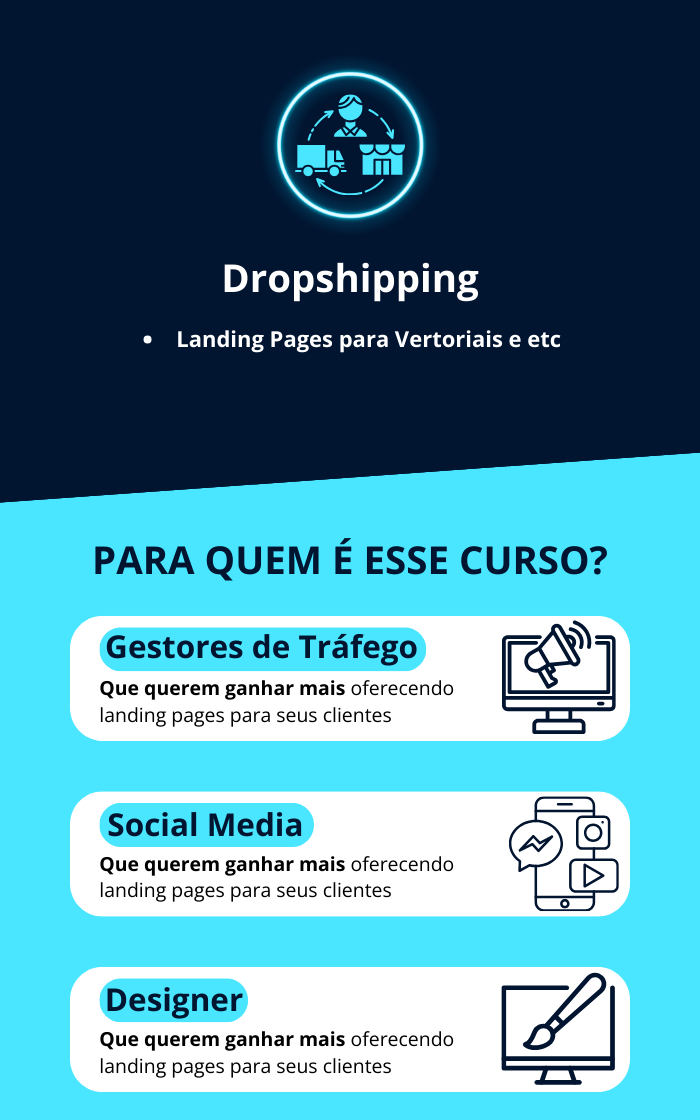 Dropshipping
• Landing Pages para Vertoriais e etc
PARA QUEM É ESSE CURSO?
Gestores de Tráfego
Que querem ganhar mais oferecendo
landing pages para seus clientes
Social Media
Que querem ganhar mais oferecendo
landing pages para seus clientes
Designer
Que querem ganhar mais oferecendo
landing pages para seus clientes